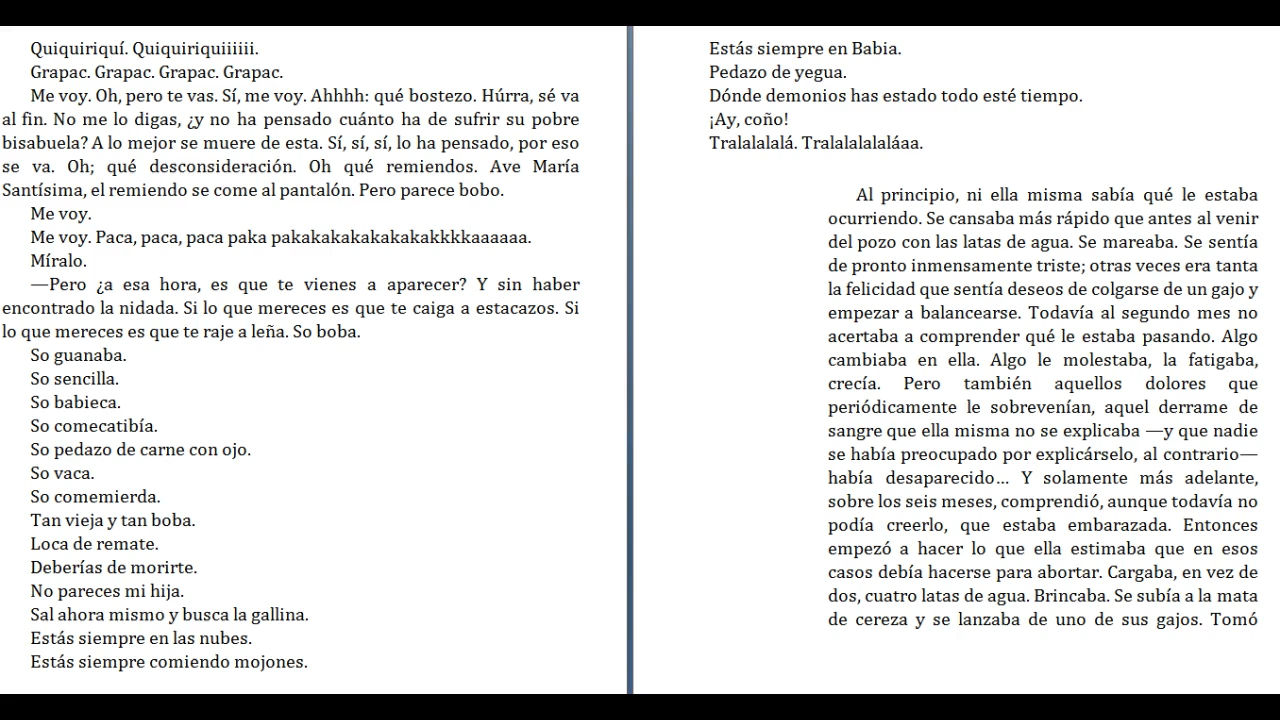 Quiquiriquí. Quiquiriquiiiiii.
Grapac. Grapac. Grapac. Grapac.
Me voy. Oh, pero te vas. Sí, me voy. Ahhhh: qué bostezo. Húrra, sé va
al fin. No me lo digas, ¿y no ha pensado cuánto ha de sufrir su pobre
bisabuela? A lo mejor se muere de esta. Sí, sí, sí, lo ha pensado, por eso
se va. Oh; qué desconsideración. Oh qué remiendos. Ave María
Santísima, el remiendo se come al pantalón. Pero parece bobo.
Me voy.
Me voy. Paca, paca, paca paka pakakakakakakakakkkkaaaaaa.
Míralo.
—Pero ¿a esa hora, es que te vienes a aparecer? Y sin haber
encontrado la nidada. Si lo que mereces es que te caiga a estacazos. Si
lo que mereces es que te raje a leña. So boba.
So guanaba.
So sencilla.
So babieca.
So comecatibía.
So pedazo de carne con ojo.
So vaca.
So comemierda.
Tan vieja y tan boba.
Loca de remate.
Deberías de morirte.
No pareces mi hija.
Sal ahora mismo y busca la gallina.
Estás siempre en las nubes.
Estás siempre comiendo mojones.
Estás siempre en Babia.
Pedazo de yegua.
Dónde demonios has estado todo esté tiempo.
¡Ay, coño!
Tralalalalá. Tralalalalaláaa.
Al principio, ni ella misma sabía qué le estaba
ocurriendo. Se cansaba más rápido que antes al venir
del pozo con las latas de agua. Se mareaba. Se sentía
de pronto inmensamente triste; otras veces era tanta
la felicidad que sentía deseos de colgarse de un gajo y
empezar a balancearse. Todavía al segundo mes no
acertaba a comprender qué le estaba pasando. Algo
cambiaba en ella. Algo le molestaba, la fatigaba,
crecía. Pero también aquellos dolores que
periódicamente le sobrevenían, aquel derrame de
sangre que ella misma no se explicaba —y que nadie
se había preocupado por explicárselo, al contrario—
había desaparecido... Y solamente más adelante,
sobre los seis meses, comprendió, aunque todavía no
podía creerlo, que estaba embarazada. Entonces
empezó a hacer lo que ella estimaba que en esos
casos debía hacerse para abortar. Cargaba, en vez de
dos, cuatro latas de agua. Brincaba. Se subía a la mata
de cereza y se lanzaba de uno de sus gajos. Tomó